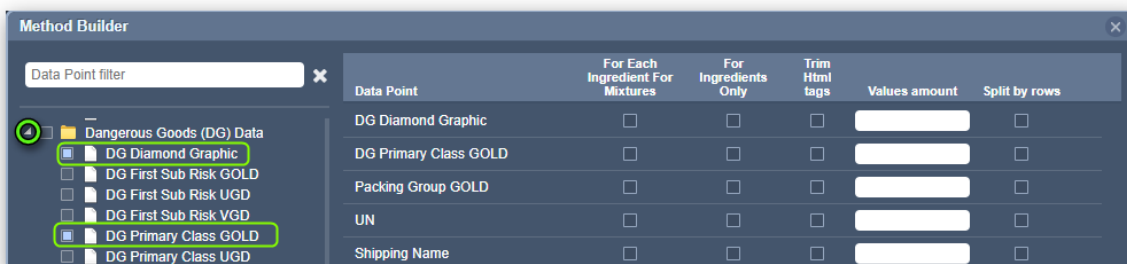 Method Builder
Data Point filter
Dangerous Goods (DG) Data
DG Diamond Graphic
DG First Sub Risk GOLD
DG First Sub Risk UGD
DG First Sub Risk VGD
DG Primary Class GOLD
DG Primary Class UGD
Data Point
For Each
Ingredient For
Mixtures
For
Ingredients
Only
Trim
Html
tags
Values amount
Split by rows
DG Diamond Graphic
DG Primary Class GOLD
Packing Group GOLD
UN
Shipping Name